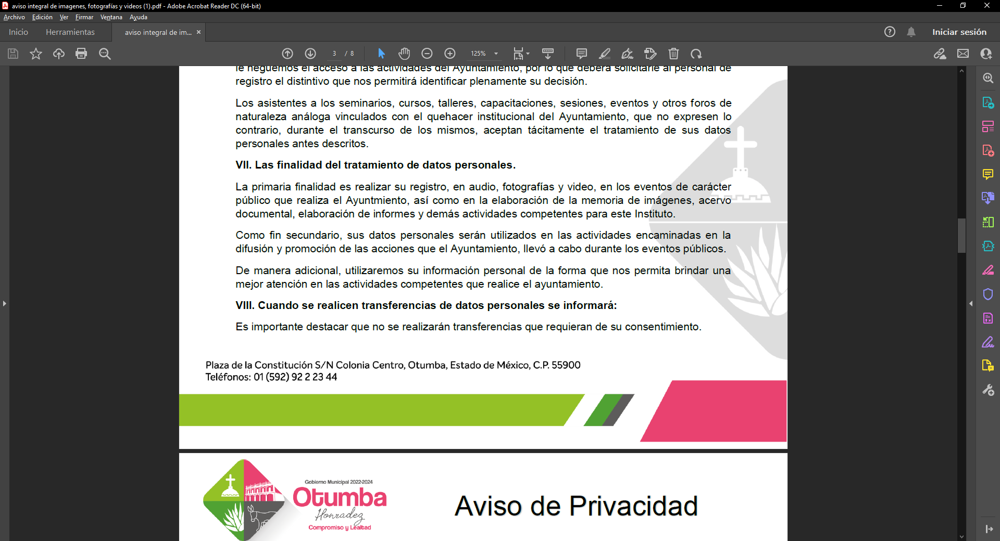 aviso integral de imagenes, fotografías y videos (1).pdf - Adobe Acrobat Reader DC (64-bit)
Archivo Edición Ver Firmar Ventana Ayuda
Inicio Herramientas aviso integral de im... × Iniciar sesión
3 / 8 125%
le neguemos el acceso a las actividades del Ayuntamiento, por lo que deberá solicitarle al personal de
registro el distintivo que nos permitirá identificar plenamente su decisión.
Los asistentes a los seminarios, cursos, talleres, capacitaciones, sesiones, eventos y otros foros de
naturaleza análoga vinculados con el quehacer institucional del Ayuntamiento, que no expresen lo
contrario, durante el transcurso de los mismos, aceptan tácitamente el tratamiento de sus datos
personales antes descritos.
VII. Las finalidad del tratamiento de datos personales.
La primaria finalidad es realizar su registro, en audio, fotografías y video, en los eventos de carácter
público que realiza el Ayuntmiento, así como en la elaboración de la memoria de imágenes, acervo
documental, elaboración de informes y demás actividades competentes para este Instituto.
Como fin secundario, sus datos personales serán utilizados en las actividades encaminadas en la
difusión y promoción de las acciones que el Ayuntamiento, llevó a cabo durante los eventos públicos.
De manera adicional, utilizaremos su información personal de la forma que nos permita brindar una
mejor atención en las actividades competentes que realice el ayuntamiento.
VIII. Cuando se realicen transferencias de datos personales se informará:
Es importante destacar que no se realizarán transferencias que requieran de su consentimiento.
Plaza de la Constitución S/N Colonia Centro, Otumba, Estado de México, C.P. 55900
Teléfonos: 01 (592) 92 2 23 44
Gobierno Municipal 2022-2024
Otumba
Honradez
Compromiso y Lealtad
Aviso de Privacidad